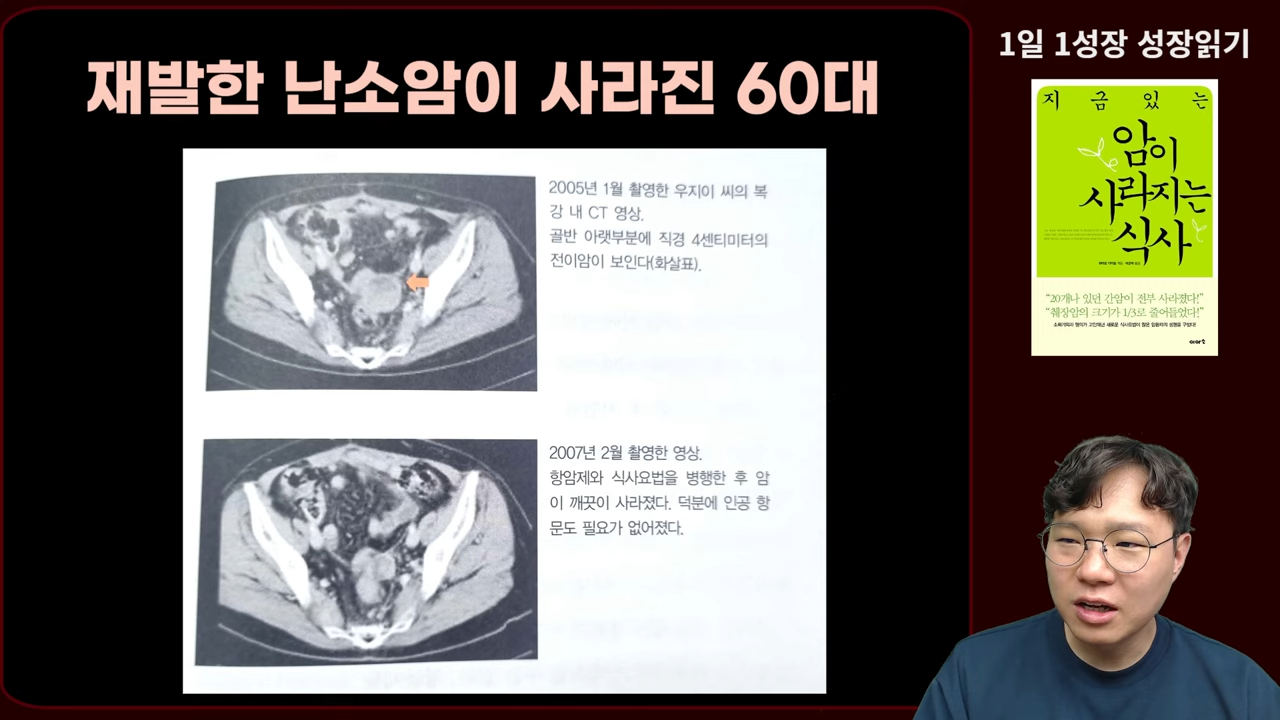 재발한 난소암이 사라진 60대
2005년 1월 촬영한 우지이 씨의 복
강 내 CT 영상.
골반 아랫부분에 직경 4센티미터의
전이암이 보인다(화살표).
2007년 2월 촬영한 영상.
항암제와 식사요법을 병행한 후 암
이 깨끗이 사라졌다. 덕분에 인공 항
문도 필요가 없어졌다.
1일 1성장 성장읽기
지금있는
암이
사라지는
식사
“20개나 있던 간암이 전부 사라졌다!”
“췌장암의 크기가 1/3로 줄어들었다!”